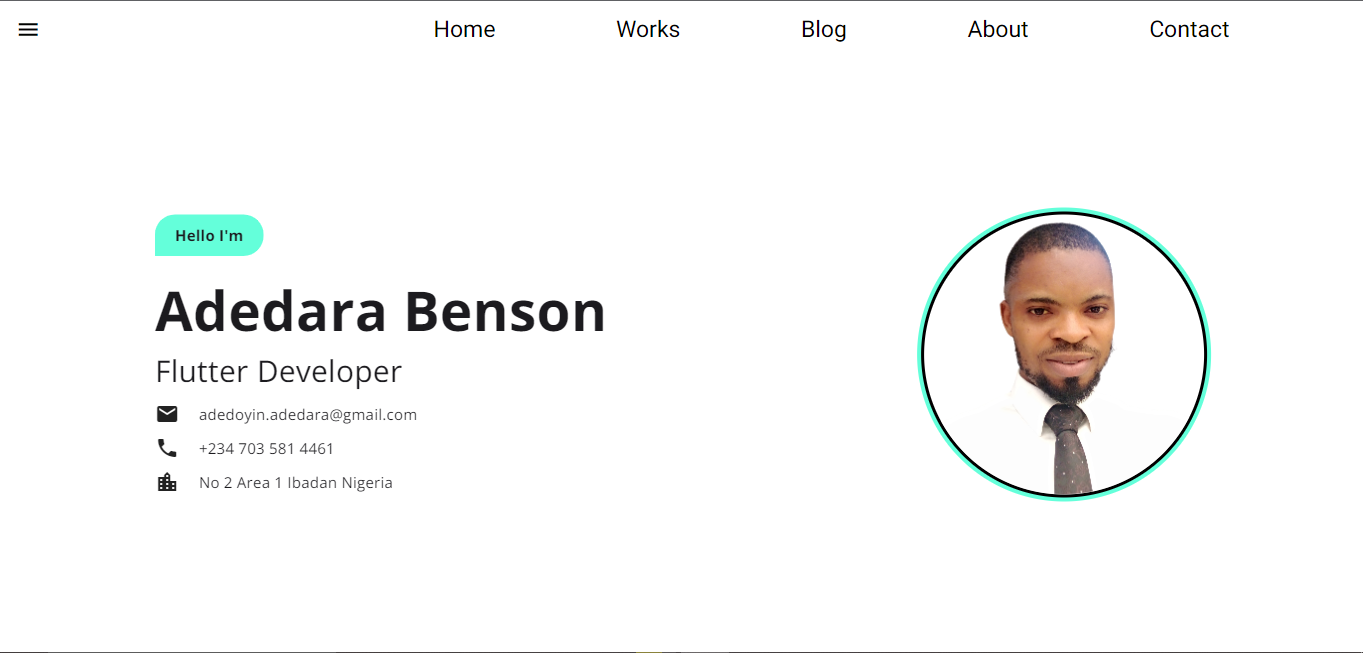 Home Works Blog About Contact
Hello I'm
Adedara Benson
Flutter Developer
adedoyin.adedara@gmail.com
+234 703 581 4461
No 2 Area 1 Ibadan Nigeria